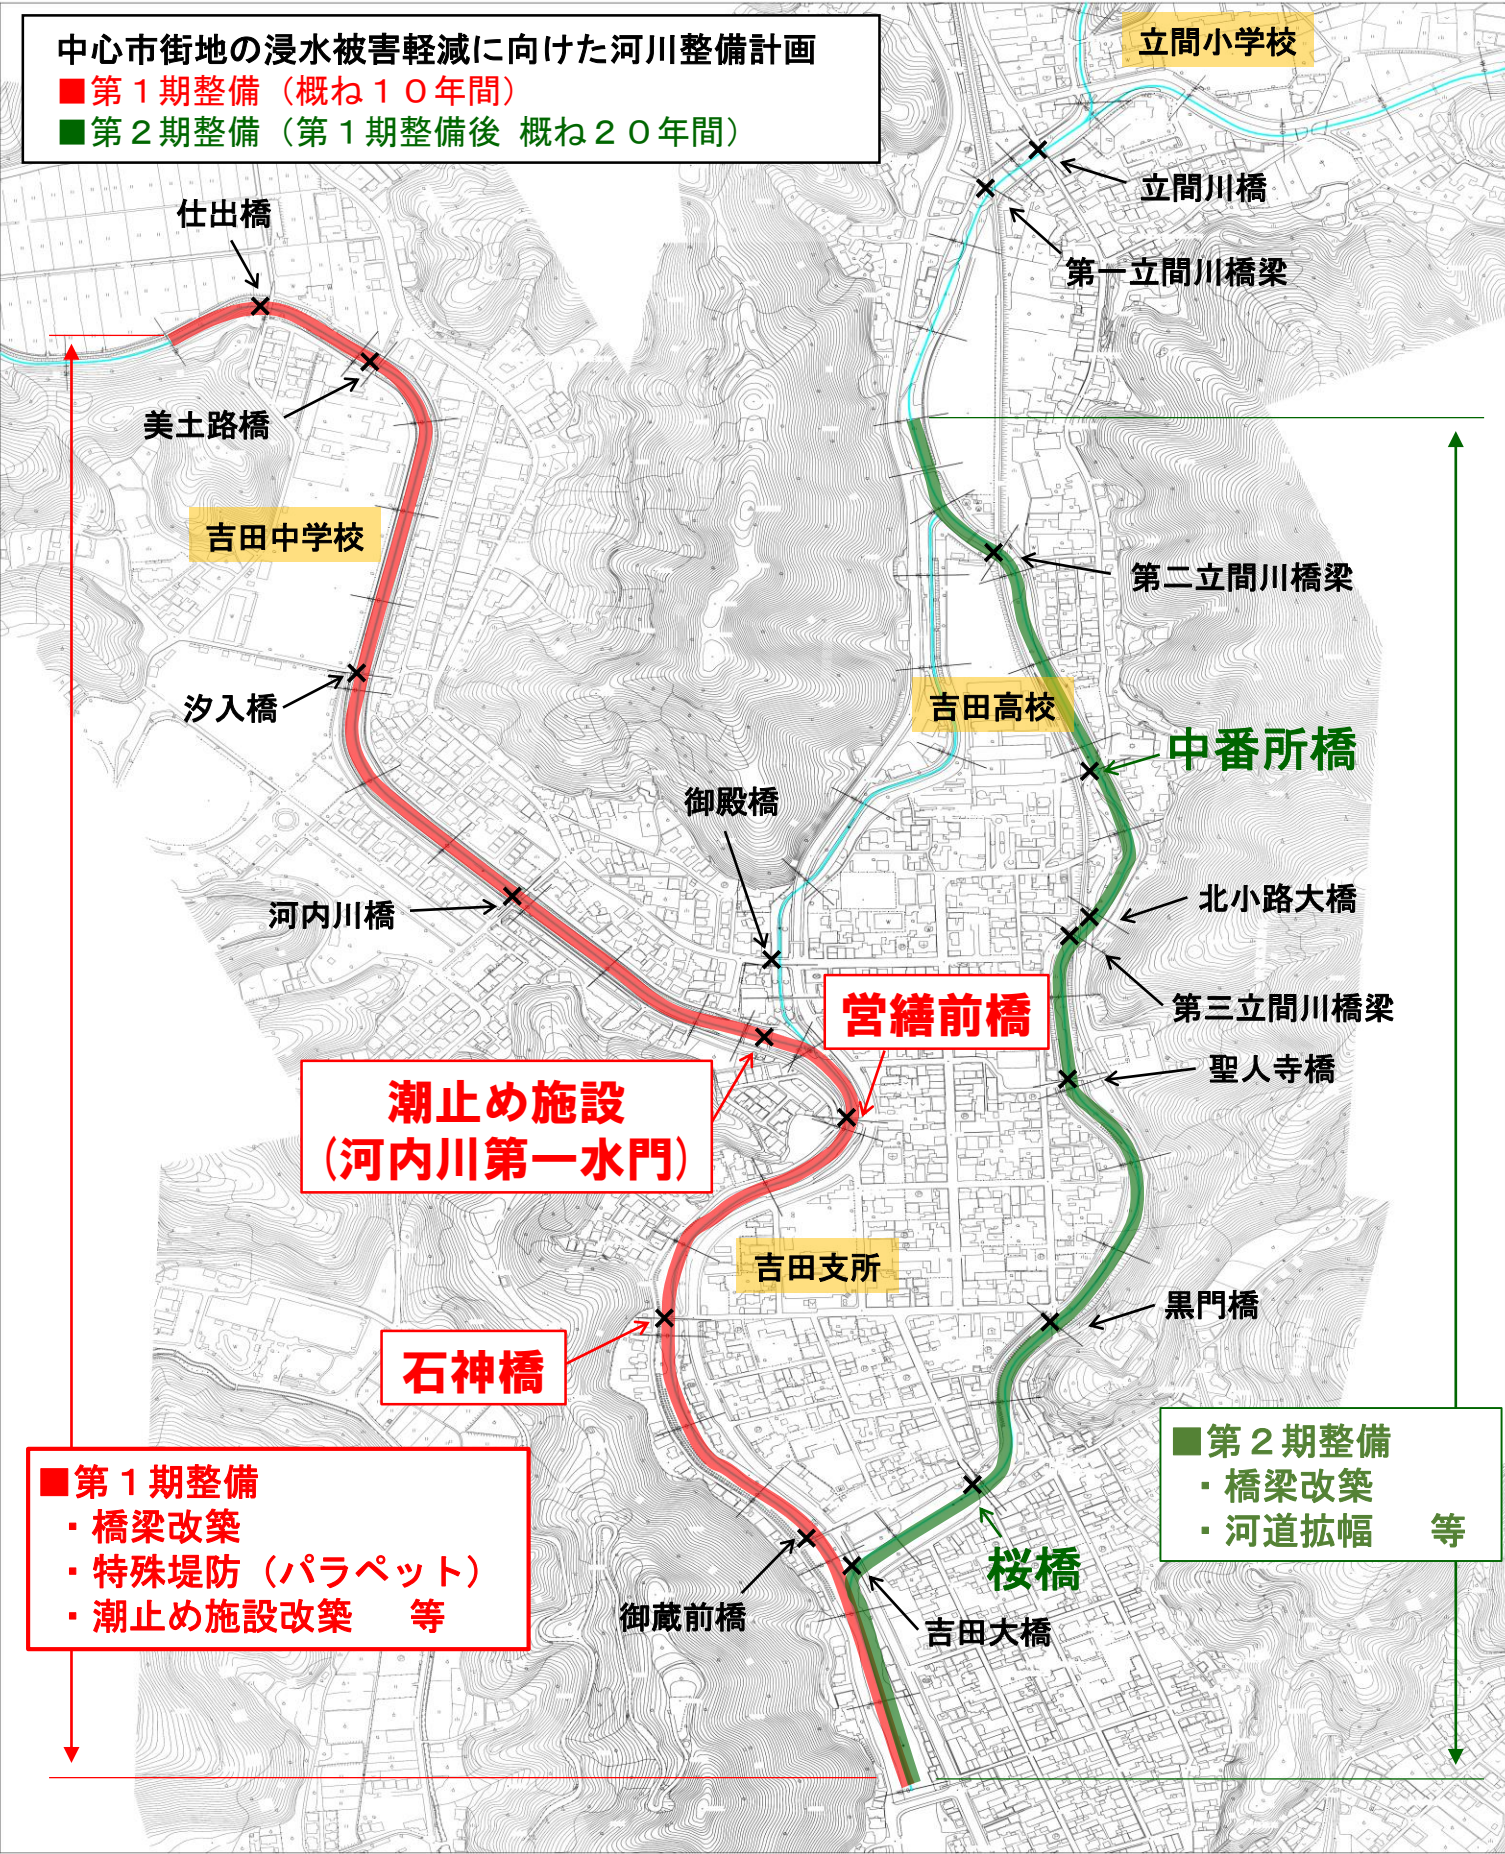 中心市街地の浸水被害軽減に向けた河川整備計画
■第１期整備（概ね１０年間）
■第２期整備（第１期整備後 概ね２０年間）
立間小学校
立間川橋
第一立間川橋梁
仕出橋
美土路橋
吉田中学校
第二立間川橋梁
汐入橋
吉田高校
中番所橋
御殿橋
河内川橋
北小路大橋
営繕前橋
第三立間川橋梁
聖人寺橋
潮止め施設
(河内川第一水門)
吉田支所
黒門橋
石神橋
■第１期整備
・橋梁改築
・特殊堤防（パラペット）
・潮止め施設改築　等
■第２期整備
・橋梁改築
・河道拡幅　等
桜橋
御蔵前橋
吉田大橋